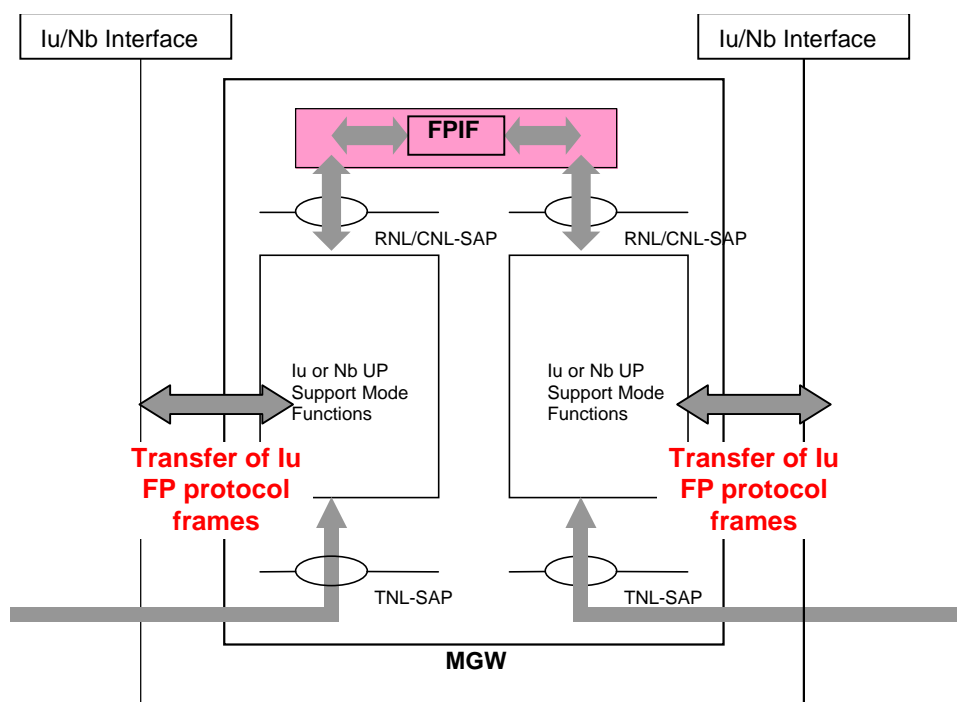 Iu/Nb Interface
Iu/Nb Interface
FPIF
RNL/CNL-SAP
RNL/CNL-SAP
Iu or Nb UP
Support Mode
Functions
Iu or Nb UP
Support Mode
Functions
Transfer of Iu
FP protocol
frames
Transfer of Iu
FP protocol
frames
TNL-SAP
TNL-SAP
MGW